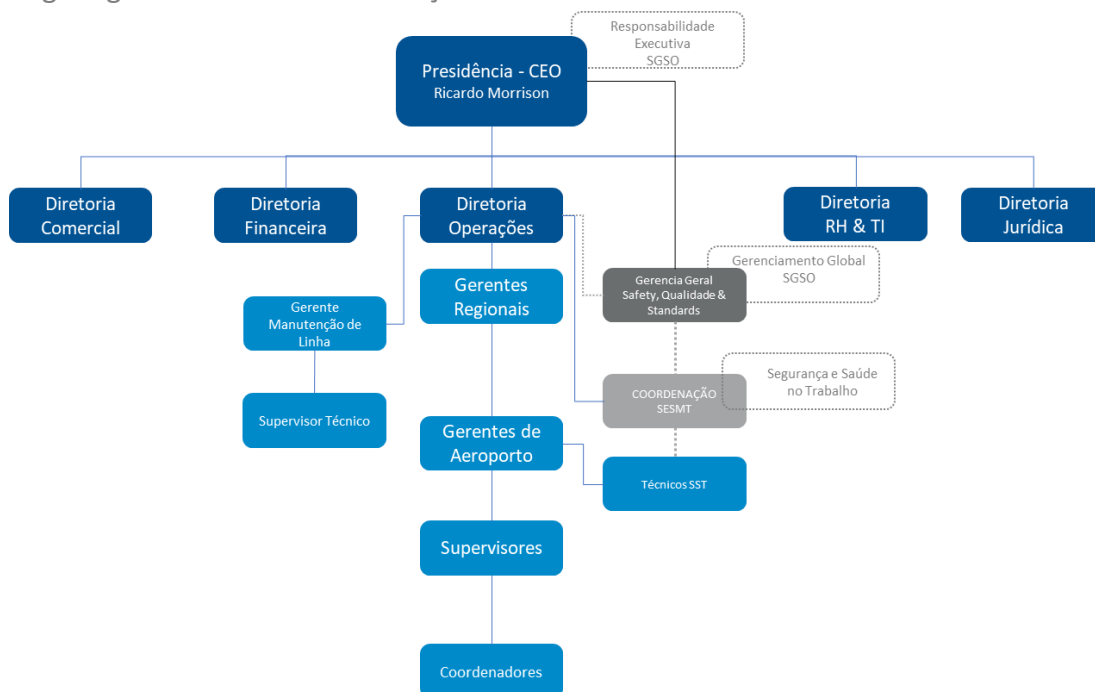 Responsabilidade
Executiva
SGSO
Presidência - CEO
Ricardo Morrison
Diretoria
Comercial
Diretoria
Financeira
Diretoria
Operações
Diretoria
RH & TI
Diretoria
Jurídica
Gerenciamento Global
SGSO
Gerencia Geral
Safety, Qualidade &
Standards
Gerentes
Regionais
Gerente
Manutenção de
Linha
Segurança e Saúde
no Trabalho
COORDENAÇÃO
SESMT
Supervisor Técnico
Gerentes de
Aeroporto
Técnicos SST
Supervisores
Coordenadores